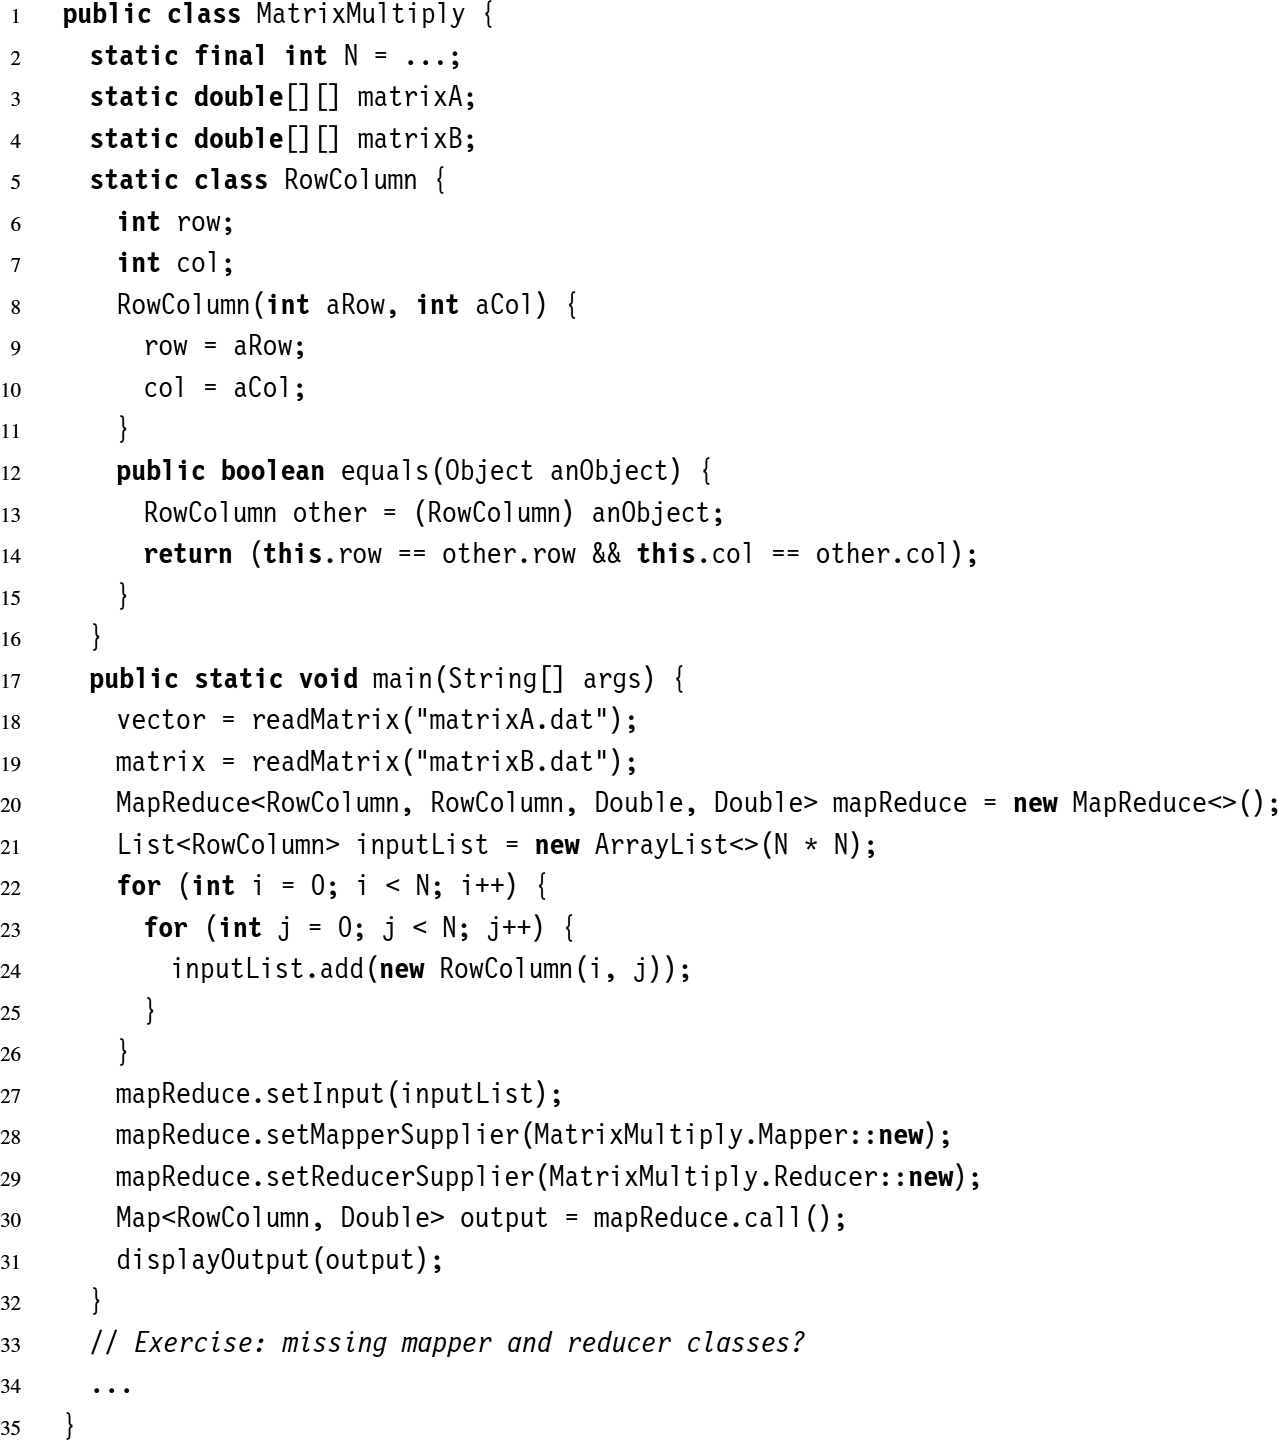 1 public class MatrixMultiply {
2 static final int N = ...;
3 static double[][] matrixA;
4 static double[][] matrixB;
5 static class RowColumn {
6 int row;
7 int col;
8 RowColumn(int aRow, int aCol) {
9 row = aRow;
10 col = aCol;
11 }
12 public boolean equals(Object anObject) {
13 RowColumn other = (RowColumn) anObject;
14 return (this.row == other.row && this.col == other.col);
15 }
16 }
17 public static void main(String[] args) {
18 vector = readMatrix("matrixA.dat");
19 matrix = readMatrix("matrixB.dat");
20 MapReduce<RowColumn, RowColumn, Double, Double> mapReduce = new MapReduce<>();
21 List<RowColumn> inputList = new ArrayList<>(N * N);
22 for (int i = 0; i < N; i++) {
23 for (int j = 0; j < N; j++) {
24 inputList.add(new RowColumn(i, j));
25 }
26 }
27 mapReduce.setInput(inputList);
28 mapReduce.setMapperSupplier(MatrixMultiply.Mapper::new);
29 mapReduce.setReducerSupplier(MatrixMultiply.Reducer::new);
30 Map<RowColumn, Double> output = mapReduce.call();
31 displayOutput(output);
32 }
33 // Exercise: missing mapper and reducer classes?
34 ...
35 }